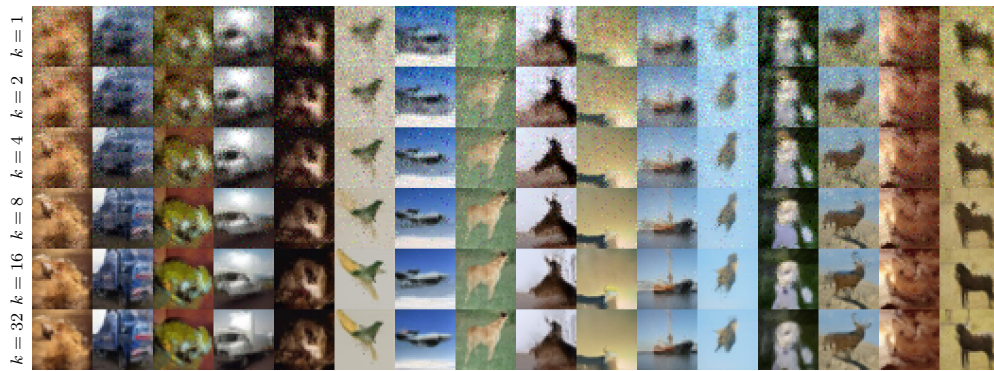 k = 1
k = 2
k = 4
k = 8
k = 16
k = 32